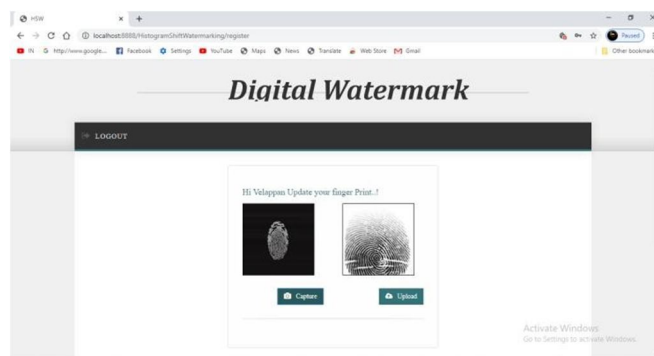 HSW
localhost:8888/HistogramShiftWatermarking/register
Paused
IN http://www.google... Facebook Settings YouTube Maps News Translate Web Store Gmail Other bookmark
Digital Watermark
LOGOUT
Hi Velappan Update your finger Print..!
Capture Upload
Activate Windows
Go to Settings to activate Windows.